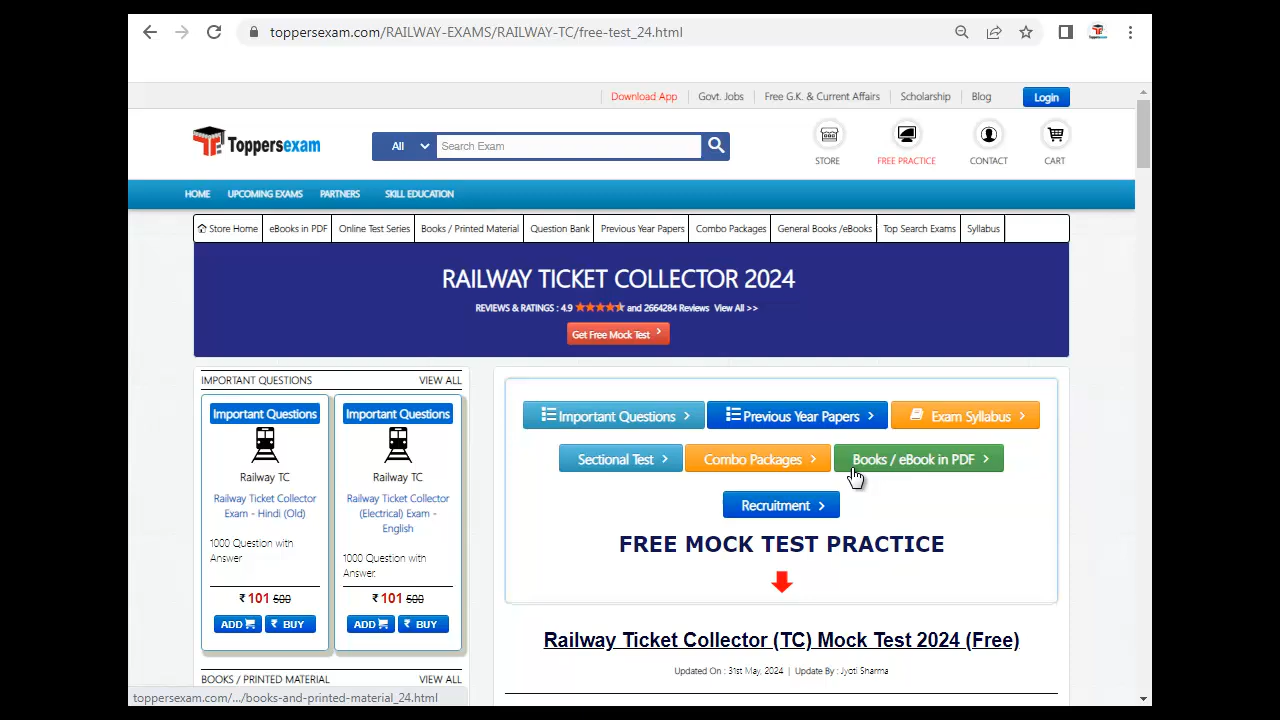 toppersexam.com/RAILWAY-EXAMS/RAILWAY-TC/free-test_24.html
Download App
Govt. Jobs
Free G.K. & Current Affairs
Scholarship
Blog
Login
Toppersexam
All
Search Exam
STORE
FREE PRACTICE
CONTACT
CART
HOME
UPCOMING EXAMS
PARTNERS
SKILL EDUCATION
Store Home
eBooks in PDF
Online Test Series
Books / Printed Material
Question Bank
Previous Year Papers
Combo Packages
General Books /eBooks
Top Search Exams
Syllabus
RAILWAY TICKET COLLECTOR 2024
REVIEWS & RATINGS : 4.9 and 2664284 Reviews View All >>
Get Free Mock Test
IMPORTANT QUESTIONS
VIEW ALL
Important Questions
Railway TC
Railway Ticket Collector
Exam - Hindi (Old)
1000 Question with
Answer
₹ 101 500
ADD
₹ BUY
Important Questions
Railway TC
Railway Ticket Collector
(Electrical) Exam -
English
1000 Question with
Answer.
₹ 101 500
ADD
₹ BUY
BOOKS / PRINTED MATERIAL
VIEW ALL
Important Questions
Previous Year Papers
Exam Syllabus
Sectional Test
Combo Packages
Books / eBook in PDF
Recruitment
FREE MOCK TEST PRACTICE
Railway Ticket Collector (TC) Mock Test 2024 (Free)
Updated On : 31st May, 2024 | Update By : Jyoti Sharma
toppersexam.com/.../books-and-printed-material_24.html